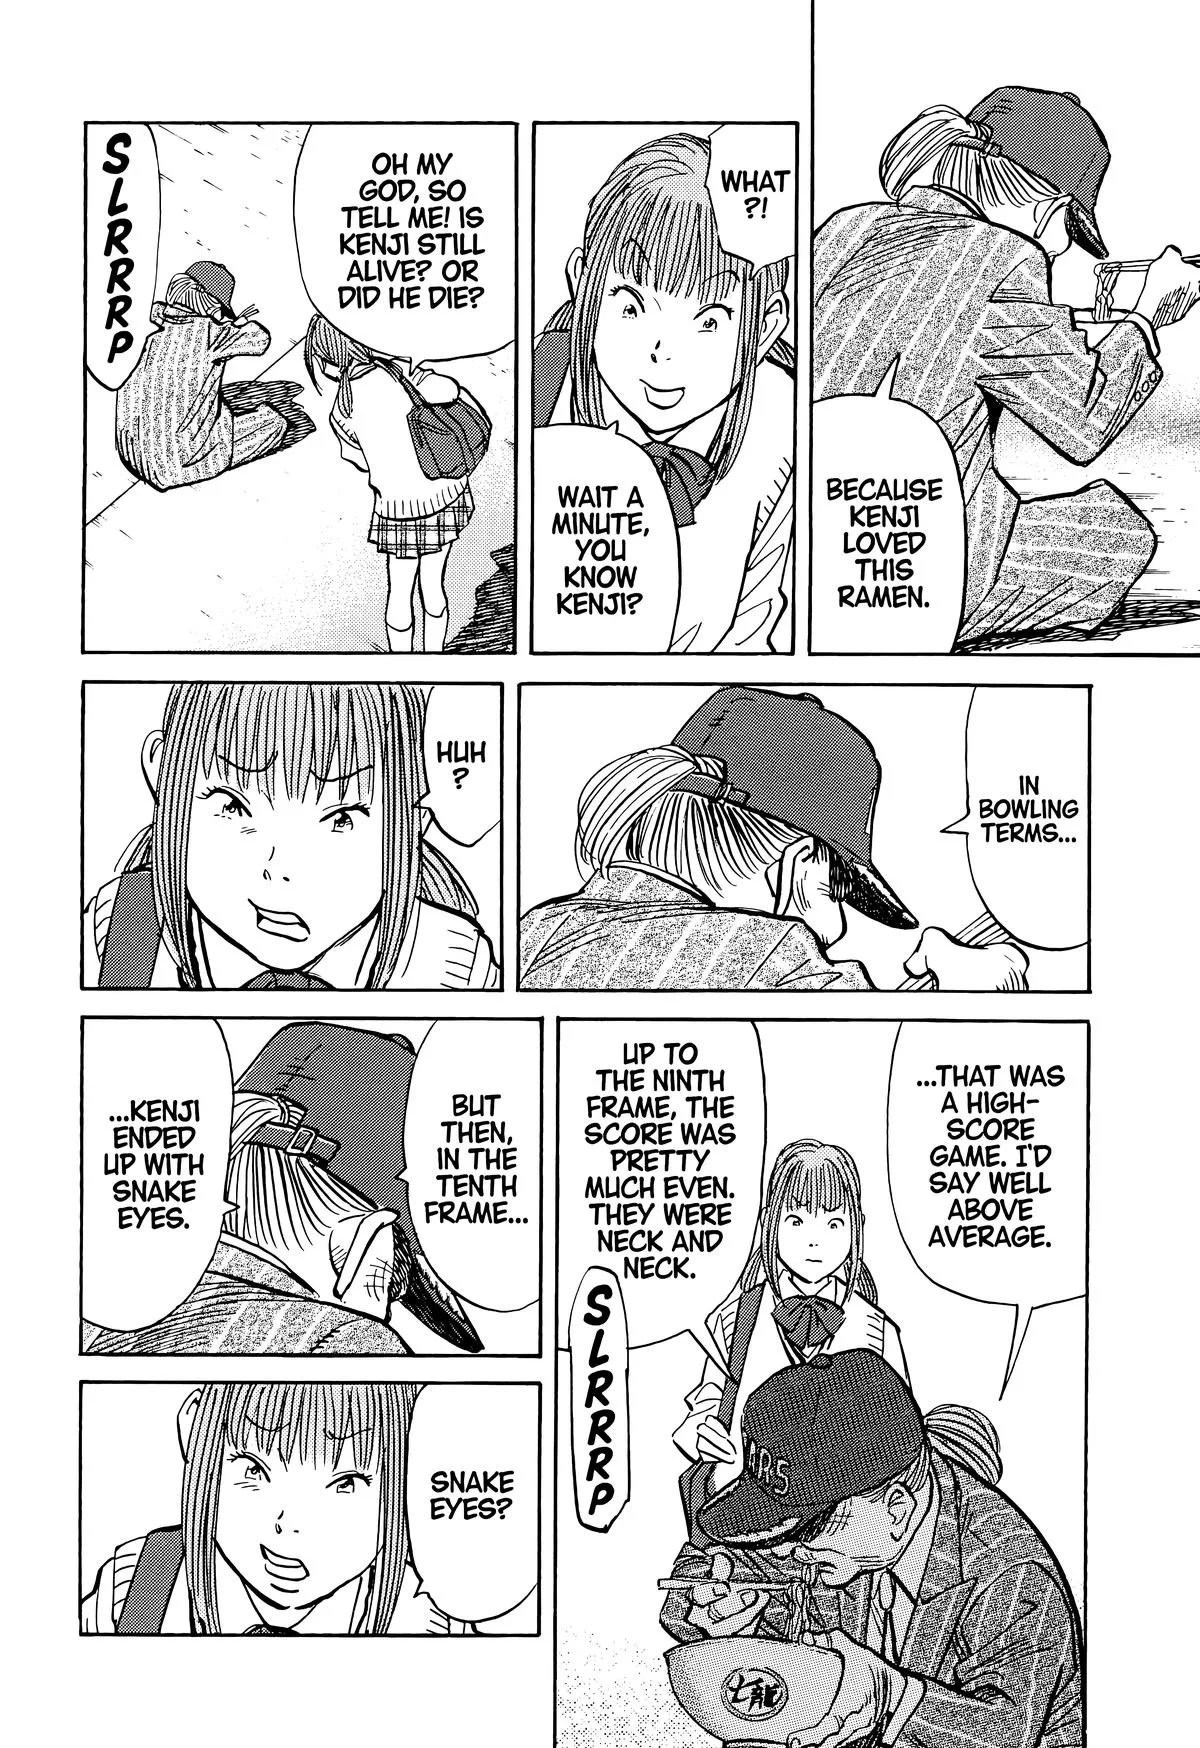 BECAUSE
KENJI
LOVED
THIS
RAMEN.
WHAT
?!
WAIT A
MINUTE,
YOU
KNOW
KENJI?
OH MY
GOD, SO
TELL ME! IS
KENJI STILL
ALIVE? OR
DID HE DIE?
SLRRRP
IN
BOWLING
TERMS...
HUH
?
...THAT WAS
A HIGH-
SCORE
GAME. I'D
SAY WELL
ABOVE
AVERAGE.
UP TO
THE NINTH
FRAME, THE
SCORE WAS
PRETTY
MUCH EVEN.
THEY WERE
NECK AND
NECK.
SLRRRP
七龍
BUT
THEN,
IN THE
TENTH
FRAME...
...KENJI
ENDED
UP WITH
SNAKE
EYES.
SNAKE
EYES?